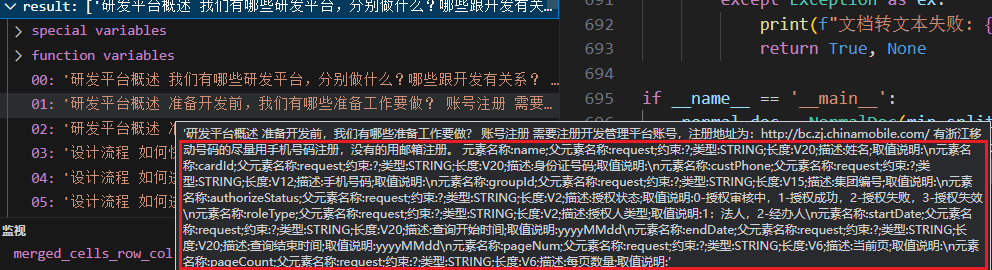 result: ['研发平台概述 我们有哪些研发平台，分别做什么？哪些跟开发有关系
special variables
function variables
00: '研发平台概述 我们有哪些研发平台，分别做什么？哪些跟开发有关系？ …
01: '研发平台概述 准备开发前，我们有哪些准备工作要做？ 账号注册 需要
02: '研发平台概述 准
03: '设计流程 如何
04: '设计流程 如何
05: '设计流程 如何
监视
merged_cells_row_col
691 except Exception as ex:
692 print(f"文档转文本失败: {
693 return True, None
694
695 if __name__ == '__main__':
normal_doc = NormalDoc(min_split
'研发平台概述 准备开发前，我们有哪些准备工作要做？ 账号注册 需要注册开发管理平台账号，注册地址为：http://bc.zj.chinamobile.com/ 有浙江移
动号码的尽量用手机号码注册，没有的用邮箱注册。 元素名称:name;父元素名称:request;约束:?;类型:STRING;长度:V20;描述:姓名;取值说明:\n元素名
称:cardId;父元素名称:request;约束:?;类型:STRING;长度:V20;描述:身份证号码;取值说明:\n元素名称:custPhone;父元素名称:request;约束:?;类
型:STRING;长度:V12;描述:手机号码;取值说明:\n元素名称:groupId;父元素名称:request;约束:?;类型:STRING;长度:V15;描述:集团编号;取值说明:\n元
素名称:authorizeStatus;父元素名称:request;约束:?;类型:STRING;长度:V2;描述:授权状态;取值说明:0-授权审核中，1-授权成功，2-授权失败，3-授权失效
\n元素名称:roleType;父元素名称:request;约束:?;类型:STRING;长度:V2;描述:授权人类型;取值说明:1：法人，2-经办人\n元素名称:startDate;父元素名
称:request;约束:?;类型:STRING;长度:V20;描述:查询开始时间;取值说明:yyyyMMdd\n元素名称:endDate;父元素名称:request;约束:?;类型:STRING;长
度:V20;描述:查询结束时间;取值说明:yyyyMMdd\n元素名称:pageNum;父元素名称:request;约束:?;类型:STRING;长度:V6;描述:当前页;取值说明:\n元素
名称:pageCount;父元素名称:request;约束:?;类型:STRING;长度:V6;描述:每页数量;取值说明:'